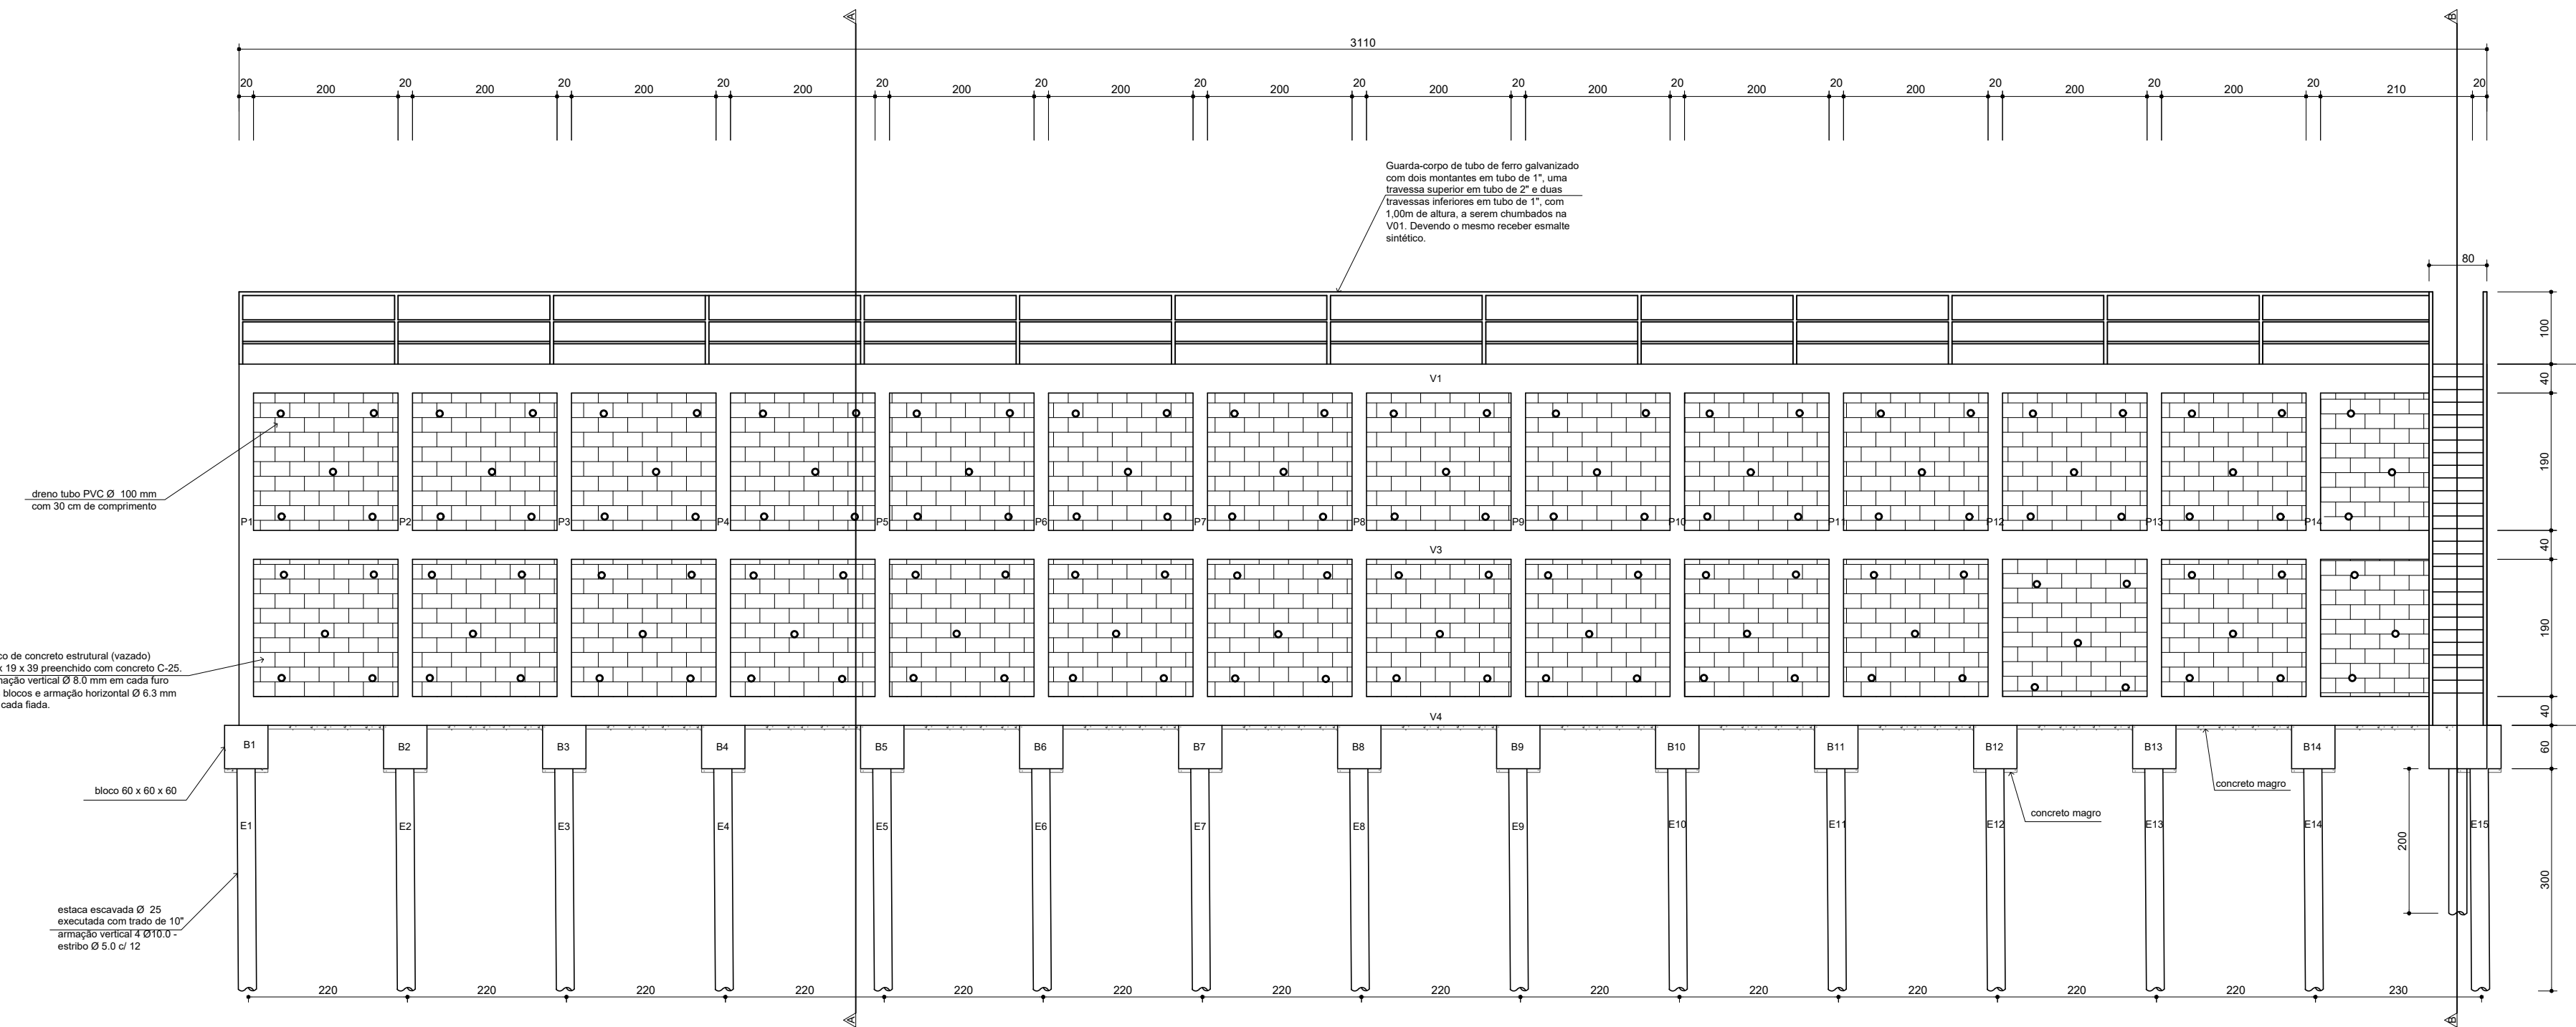 A
B
3110
20 200 20 200 20 200 20 200 20 200 20 200 20 200 20 200 20 200 20 200 20 200 20 200 20 200 20 210 20
Guarda-corpo de tubo de ferro galvanizado
com dois montantes em tubo de 1", uma
travessa superior em tubo de 2" e duas
travessas inferiores em tubo de 1", com
1,00m de altura, a serem chumbados na
V01. Devendo o mesmo receber esmalte
sintético.
80
100
V1
40
190
dreno tubo PVC Ø 100 mm
com 30 cm de comprimento
P1 P2 P3 P4 P5 P6 P7 P8 P9 P10 P11 P12 P13 P14
V3
40
190
co de concreto estrutural (vazado)
x 19 x 39 preenchido com concreto C-25.
mação vertical Ø 8.0 mm em cada furo
blocos e armação horizontal Ø 6.3 mm
cada fiada.
V4
40
B1 B2 B3 B4 B5 B6 B7 B8 B9 B10 B11 B12 B13 B14
60
bloco 60 x 60 x 60
concreto magro
concreto magro
E1 E2 E3 E4 E5 E6 E7 E8 E9 E10 E11 E12 E13 E14 E15
200
300
estaca escavada Ø 25
executada com trado de 10"
armação vertical 4 Ø10.0 -
estribo Ø 5.0 c/ 12
220 220 220 220 220 220 220 220 220 220 220 220 220 230
A
B